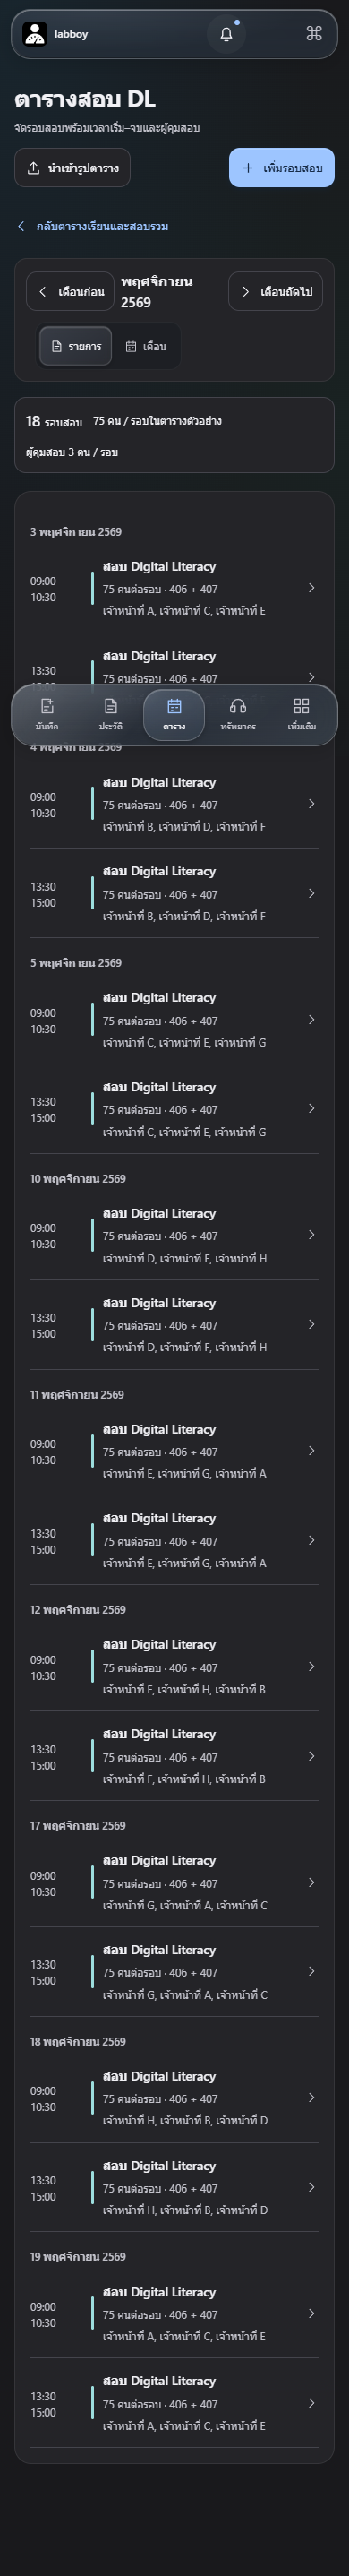 labboy
ตารางสอบ DL
จัดรอบสอบพร้อมเวลาเริ่ม–จบและผู้คุมสอบ
นำเข้ารูปตาราง
เพิ่มรอบสอบ
กลับตารางเรียนและสอบรวม
เดือนก่อน
พฤศจิกายน
2569
เดือนถัดไป
รายการ
เดือน
18 รอบสอบ 75 คน / รอบในตารางตัวอย่าง
ผู้คุมสอบ 3 คน / รอบ
3 พฤศจิกายน 2569
สอบ Digital Literacy
09:00
10:30
75 คนต่อรอบ · 406 + 407
เจ้าหน้าที่ A, เจ้าหน้าที่ C, เจ้าหน้าที่ E
สอบ Digital Literacy
13:30
75 คนต่อรอบ · 406 + 407
บันทึก
ประวัติ
ตาราง
ทรัพยากร
เพิ่มเติม
4 พฤศจิกายน 2569
สอบ Digital Literacy
09:00
10:30
75 คนต่อรอบ · 406 + 407
เจ้าหน้าที่ B, เจ้าหน้าที่ D, เจ้าหน้าที่ F
สอบ Digital Literacy
13:30
15:00
75 คนต่อรอบ · 406 + 407
เจ้าหน้าที่ B, เจ้าหน้าที่ D, เจ้าหน้าที่ F
5 พฤศจิกายน 2569
สอบ Digital Literacy
09:00
10:30
75 คนต่อรอบ · 406 + 407
เจ้าหน้าที่ C, เจ้าหน้าที่ E, เจ้าหน้าที่ G
สอบ Digital Literacy
13:30
15:00
75 คนต่อรอบ · 406 + 407
เจ้าหน้าที่ C, เจ้าหน้าที่ E, เจ้าหน้าที่ G
10 พฤศจิกายน 2569
สอบ Digital Literacy
09:00
10:30
75 คนต่อรอบ · 406 + 407
เจ้าหน้าที่ D, เจ้าหน้าที่ F, เจ้าหน้าที่ H
สอบ Digital Literacy
13:30
15:00
75 คนต่อรอบ · 406 + 407
เจ้าหน้าที่ D, เจ้าหน้าที่ F, เจ้าหน้าที่ H
11 พฤศจิกายน 2569
สอบ Digital Literacy
09:00
10:30
75 คนต่อรอบ · 406 + 407
เจ้าหน้าที่ E, เจ้าหน้าที่ G, เจ้าหน้าที่ A
สอบ Digital Literacy
13:30
15:00
75 คนต่อรอบ · 406 + 407
เจ้าหน้าที่ E, เจ้าหน้าที่ G, เจ้าหน้าที่ A
12 พฤศจิกายน 2569
สอบ Digital Literacy
09:00
10:30
75 คนต่อรอบ · 406 + 407
เจ้าหน้าที่ F, เจ้าหน้าที่ H, เจ้าหน้าที่ B
สอบ Digital Literacy
13:30
15:00
75 คนต่อรอบ · 406 + 407
เจ้าหน้าที่ F, เจ้าหน้าที่ H, เจ้าหน้าที่ B
17 พฤศจิกายน 2569
สอบ Digital Literacy
09:00
10:30
75 คนต่อรอบ · 406 + 407
เจ้าหน้าที่ G, เจ้าหน้าที่ A, เจ้าหน้าที่ C
สอบ Digital Literacy
13:30
15:00
75 คนต่อรอบ · 406 + 407
เจ้าหน้าที่ G, เจ้าหน้าที่ A, เจ้าหน้าที่ C
18 พฤศจิกายน 2569
สอบ Digital Literacy
09:00
10:30
75 คนต่อรอบ · 406 + 407
เจ้าหน้าที่ H, เจ้าหน้าที่ B, เจ้าหน้าที่ D
สอบ Digital Literacy
13:30
15:00
75 คนต่อรอบ · 406 + 407
เจ้าหน้าที่ H, เจ้าหน้าที่ B, เจ้าหน้าที่ D
19 พฤศจิกายน 2569
สอบ Digital Literacy
09:00
10:30
75 คนต่อรอบ · 406 + 407
เจ้าหน้าที่ A, เจ้าหน้าที่ C, เจ้าหน้าที่ E
สอบ Digital Literacy
13:30
15:00
75 คนต่อรอบ · 406 + 407
เจ้าหน้าที่ A, เจ้าหน้าที่ C, เจ้าหน้าที่ E